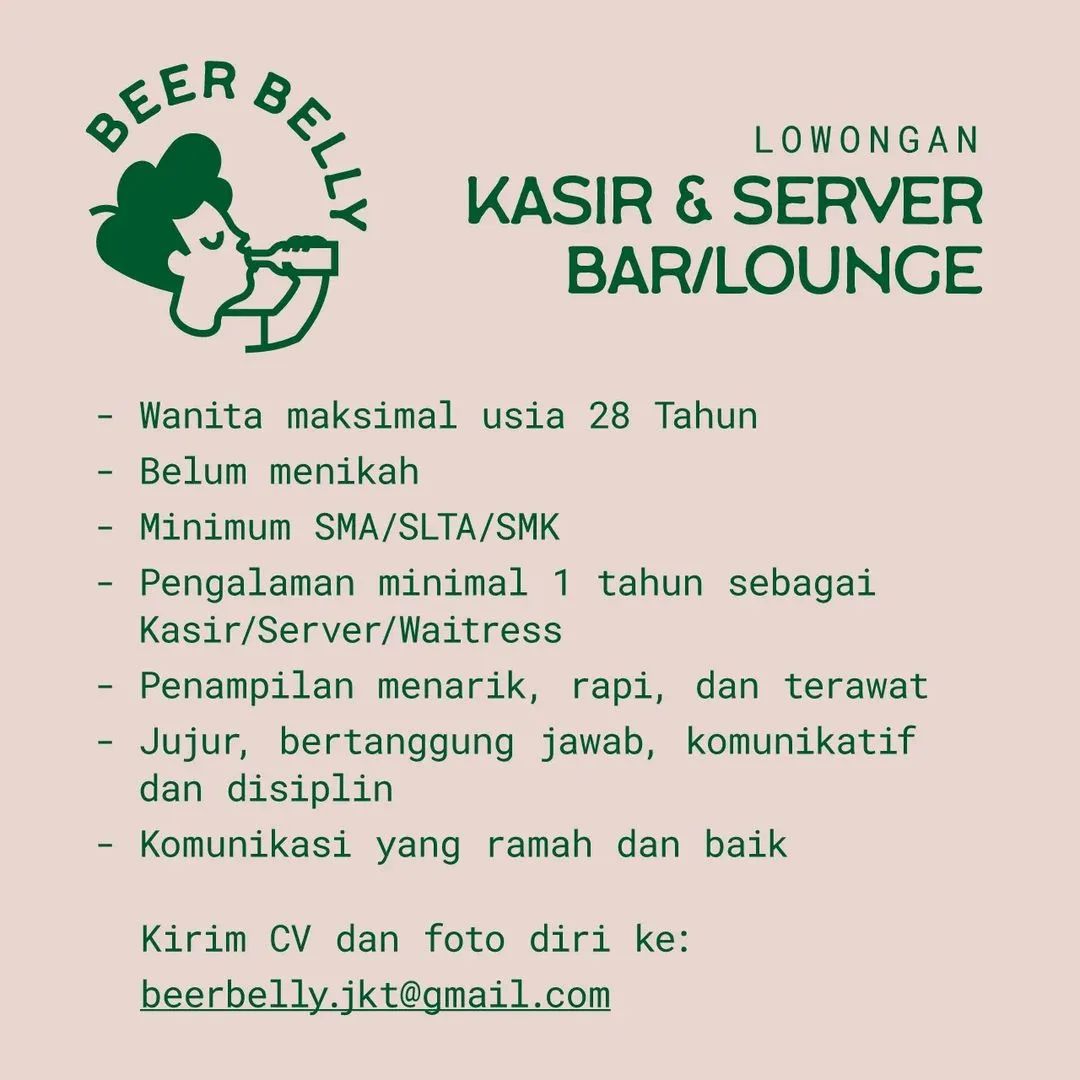 BEER BELLY
LOWONGAN
KASIR & SERVER
BAR/LOUNGE
- Wanita maksimal usia 28 Tahun
- Belum menikah
- Minimum SMA/SLTA/SMK
- Pengalaman minimal 1 tahun sebagai
Kasir/Server/Waitress
- Penampilan menarik, rapi, dan terawat
- Jujur, bertanggung jawab, komunikatif
dan disiplin
- Komunikasi yang ramah dan baik
Kirim CV dan foto diri ke:
beerbelly.jkt@gmail.com